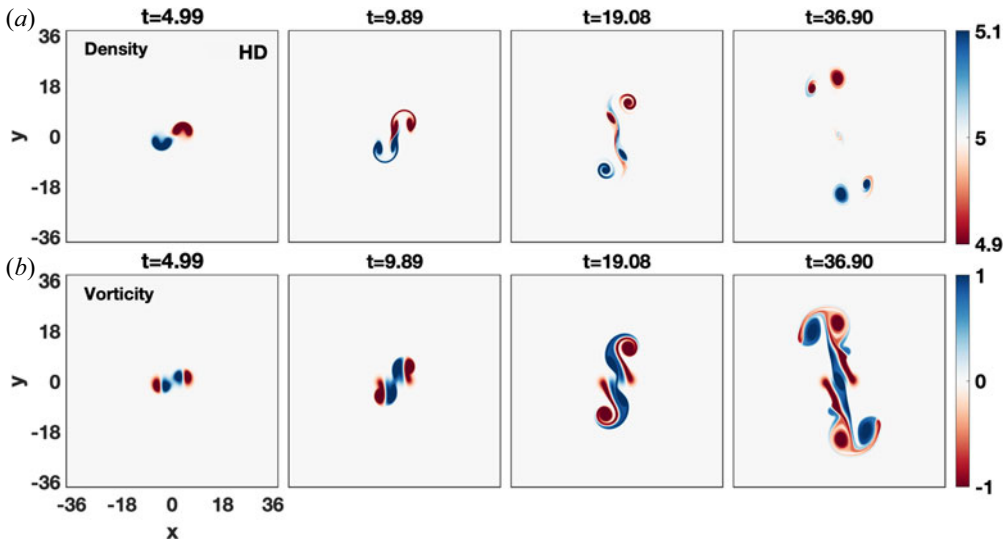 (a) t=4.99 t=9.89 t=19.08 t=36.90
Density HD
36
18
0
-18
-36
y
5.1
5
4.9
(b) t=4.99 t=9.89 t=19.08 t=36.90
Vorticity
36
18
0
-18
-36
y
1
0
-1
-36 -18 0 18 36
x